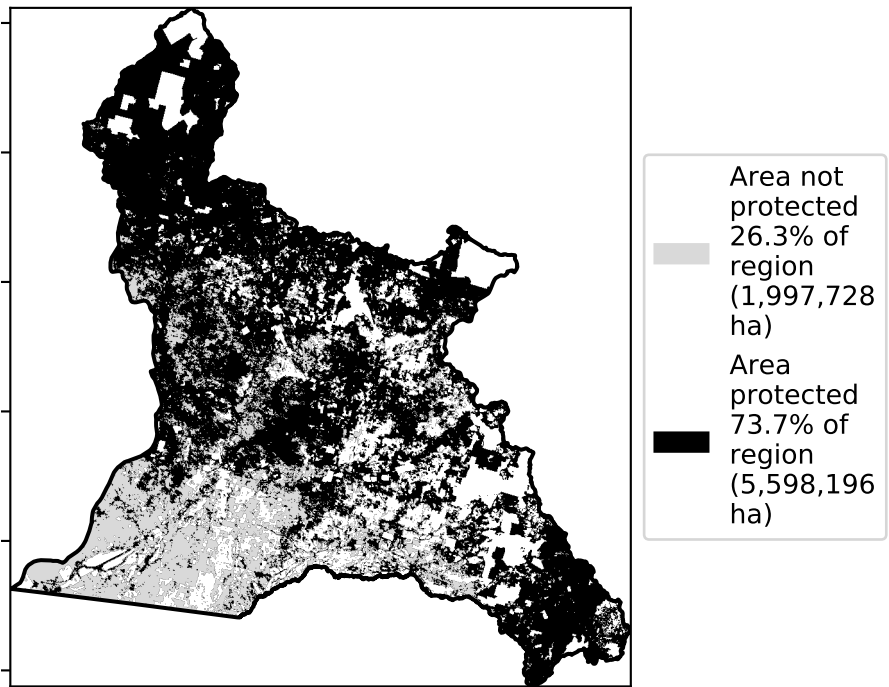 Area not
protected
26.3% of
region
(1,997,728
ha)
Area
protected
73.7% of
region
(5,598,196
ha)